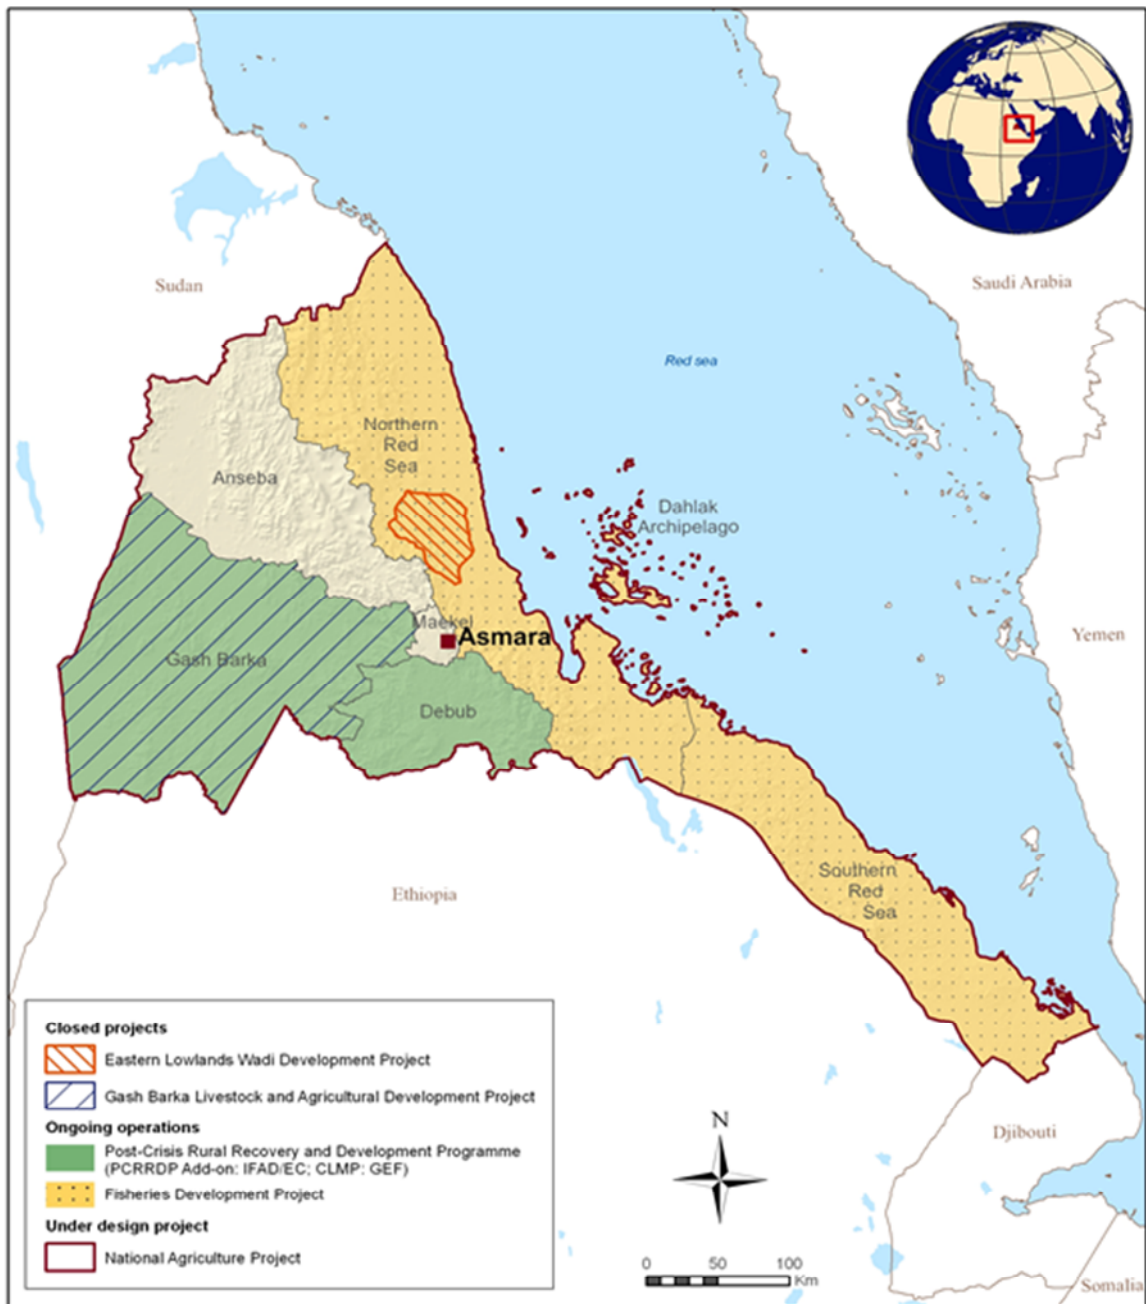 Sudan
Saudi Arabia
Red sea
Northern
Red
Sea
Anseba
Dahlak
Archipelago
Maekel
Asmara
Yemen
Gash Barka
Debub
Southern
Red
Sea
Ethiopia
Closed projects
Eastern Lowlands Wadi Development Project
Gash Barka Livestock and Agricultural Development Project
Ongoing operations
Post-Crisis Rural Recovery and Development Programme
(PCRRDP Add-on: IFAD/EC; CLMP: GEF)
Fisheries Development Project
Under design project
National Agriculture Project
N
0 50 100
Km
Djibouti
Somalia